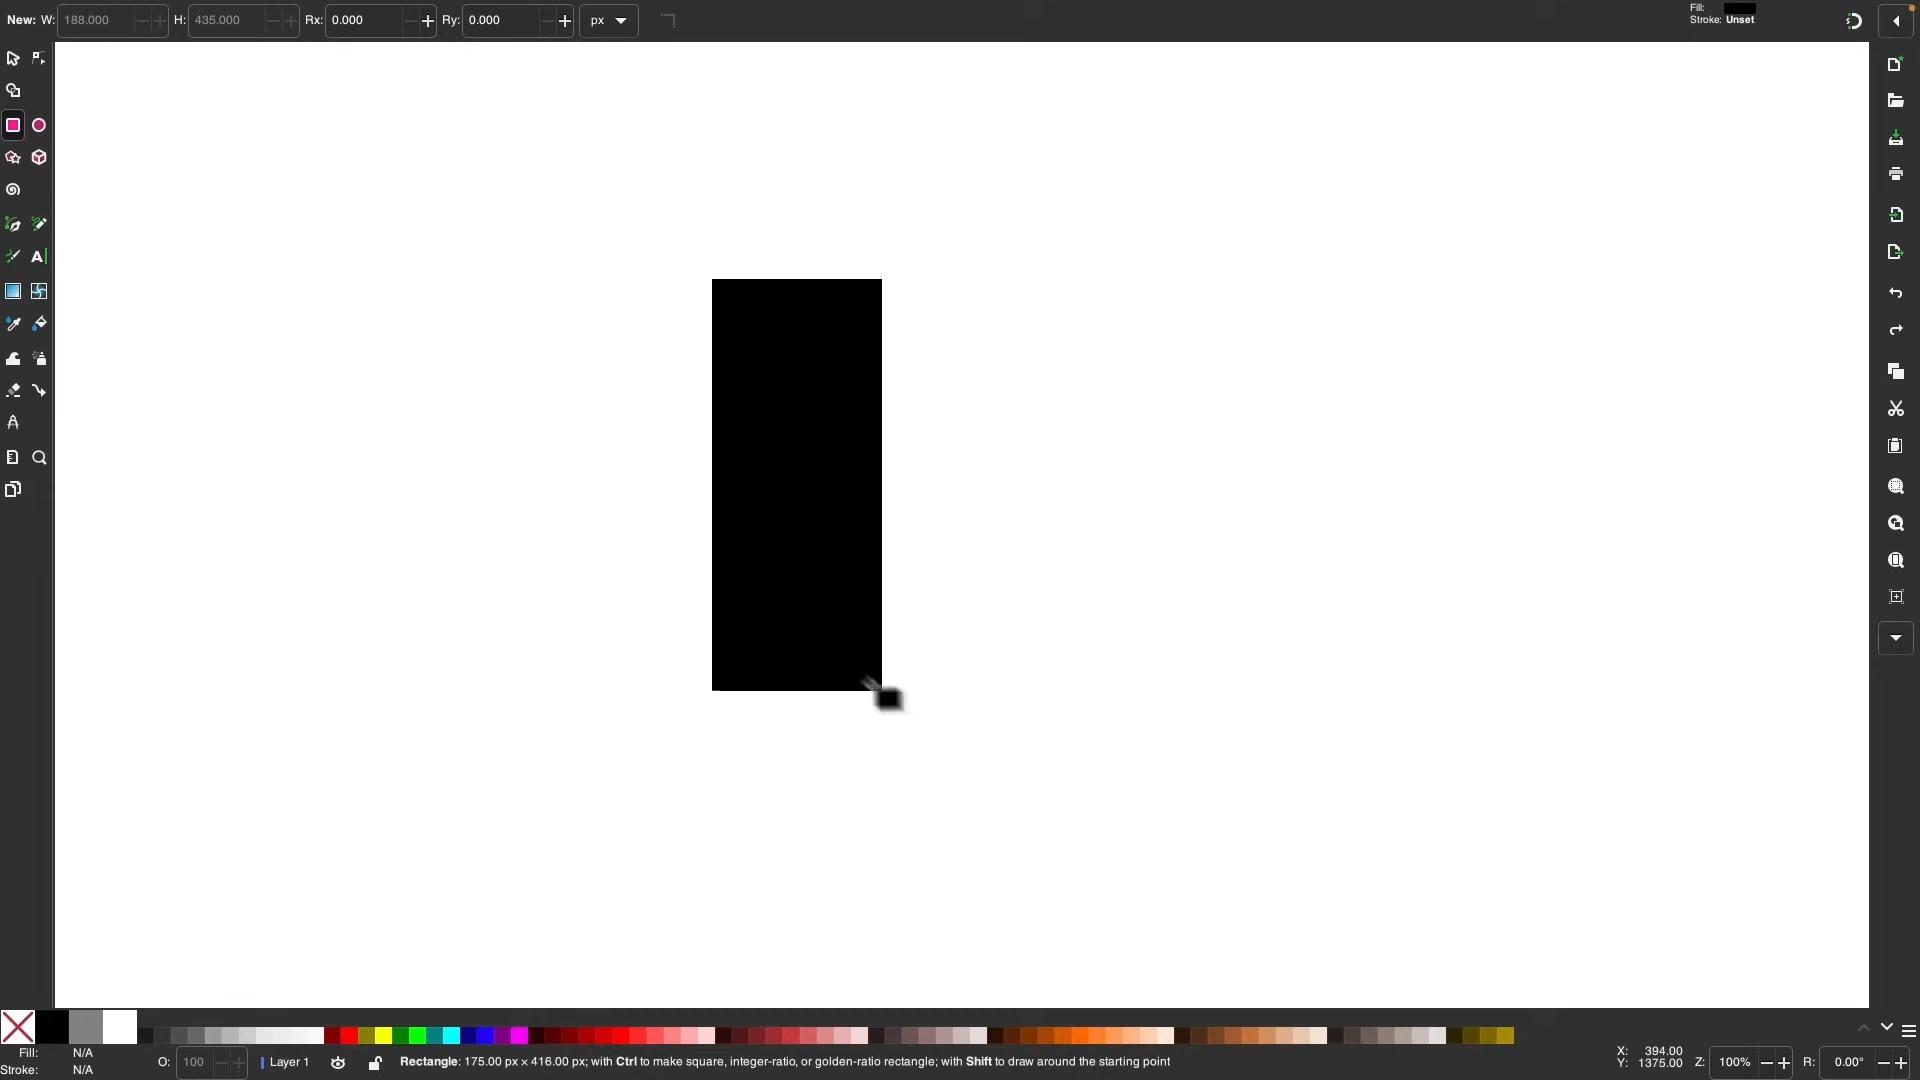 New: W: 188.000 H: 435.000 Rx: 0.000 Ry: 0.000 px
Fill:
Stroke: Unset
A
Fill: N/A
Stroke: N/A
O: 100
Layer 1
Rectangle: 175.00 px × 416.00 px; with Ctrl to make square, integer-ratio, or golden-ratio rectangle; with Shift to draw around the starting point
X: 394.00
Y: 1375.00
Z: 100%
R: 0.00°